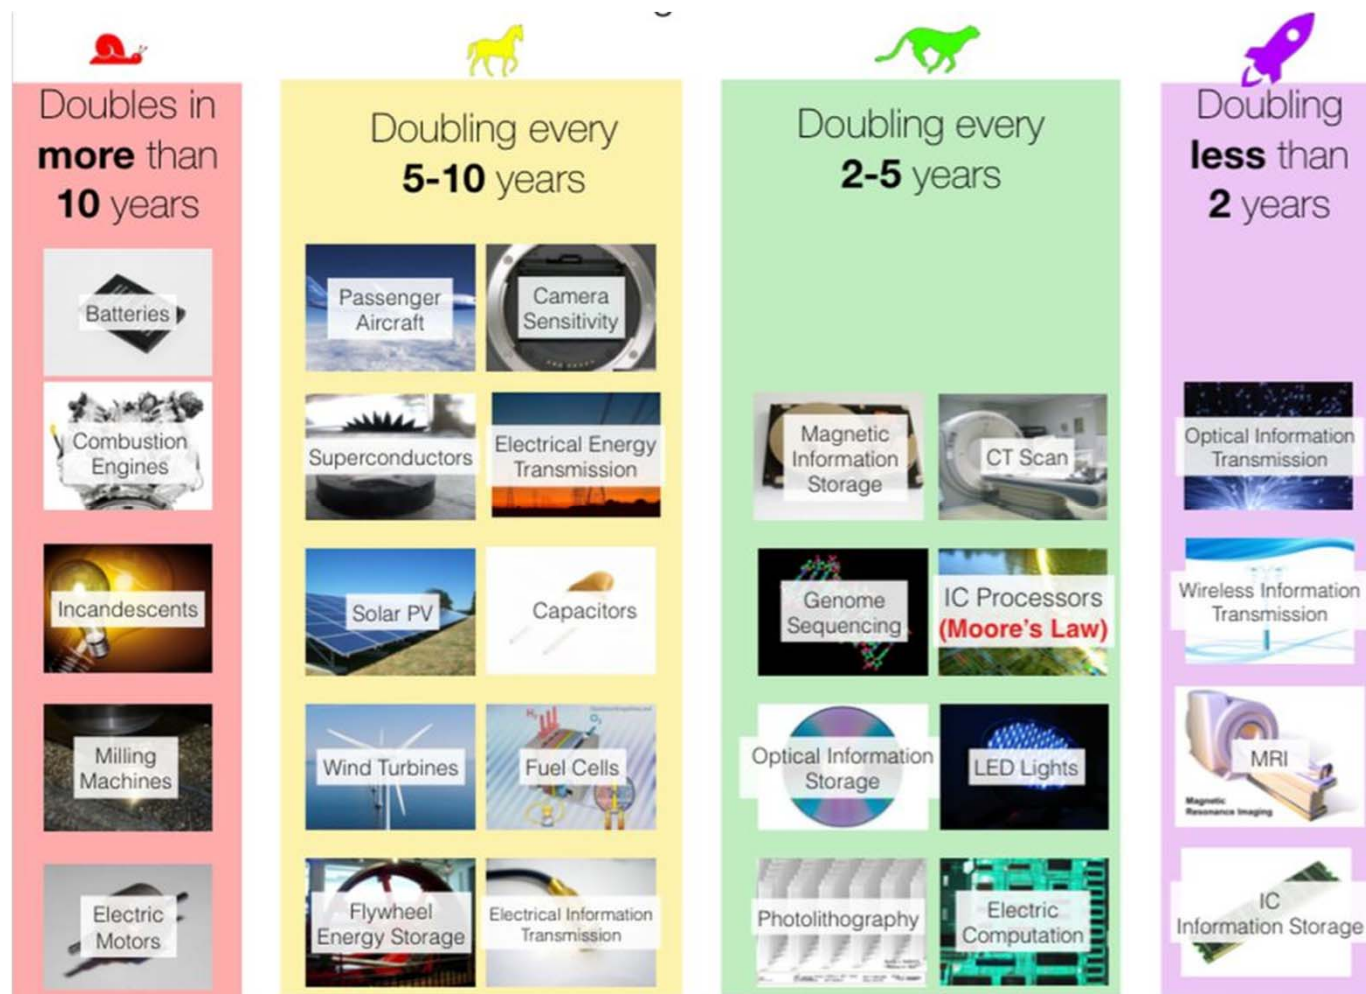 Doubles in
more than
10 years
Batteries
Combustion
Engines
Incandescents
Milling
Machines
Electric
Motors
Doubling every
5-10 years
Passenger
Aircraft
Camera
Sensitivity
Superconductors
Electrical Energy
Transmission
Solar PV
Capacitors
Wind Turbines
H₂
O₂
Fuel Cells
Flywheel
Energy Storage
Electrical Information
Transmission
Doubling every
2-5 years
Magnetic
Information
Storage
CT Scan
Genome
Sequencing
IC Processors
(Moore's Law)
Optical Information
Storage
LED Lights
Photolithography
Electric
Computation
Doubling
less than
2 years
Optical Information
Transmission
Wireless Information
Transmission
MRI
Magnetic
Resonance Imaging
IC
Information Storage